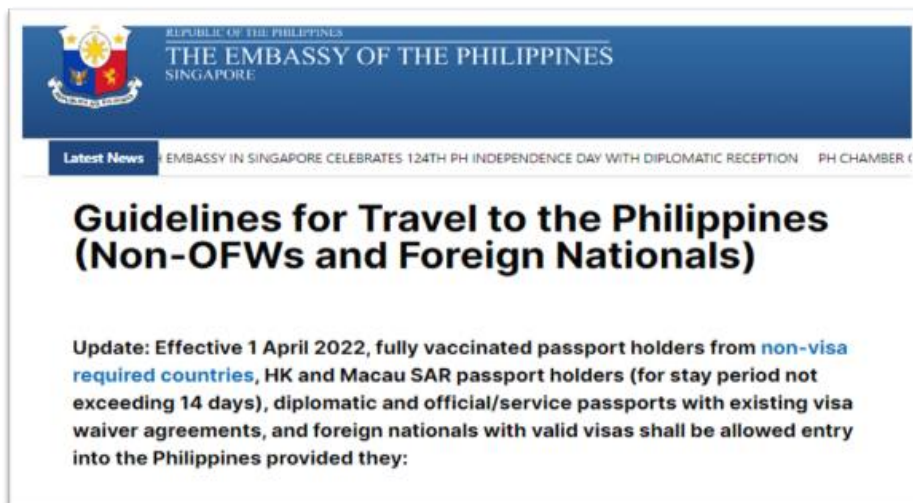 REPUBLIC OF THE PHILIPPINES
THE EMBASSY OF THE PHILIPPINES
SINGAPORE
Latest News EMBASSY IN SINGAPORE CELEBRATES 124TH PH INDEPENDENCE DAY WITH DIPLOMATIC RECEPTION PH CHAMBER
Guidelines for Travel to the Philippines
(Non-OFWs and Foreign Nationals)
Update: Effective 1 April 2022, fully vaccinated passport holders from non-visa
required countries, HK and Macau SAR passport holders (for stay period not
exceeding 14 days), diplomatic and official/service passports with existing visa
waiver agreements, and foreign nationals with valid visas shall be allowed entry
into the Philippines provided they: